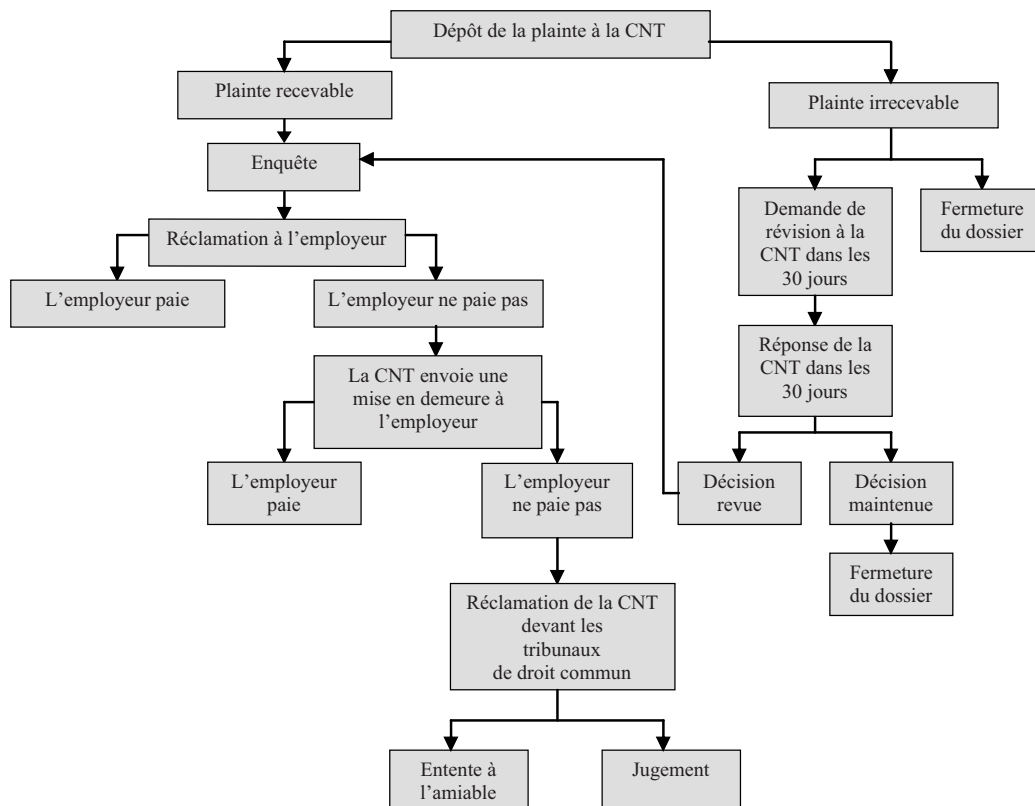 Dépôt de la plainte à la CNT
Plainte recevable
Plainte irrecevable
Enquête
Demande de
révision à la
CNT dans les
30 jours
Fermeture
du dossier
Réclamation à l’employeur
L’employeur paie
L’employeur ne paie pas
Réponse de la
CNT dans les
30 jours
La CNT envoie une
mise en demeure à
l’employeur
L’employeur
paie
L’employeur
ne paie pas
Décision
revue
Décision
maintenue
Fermeture
du dossier
Réclamation de la CNT
devant les
tribunaux
de droit commun
Entente à
l’amiable
Jugement